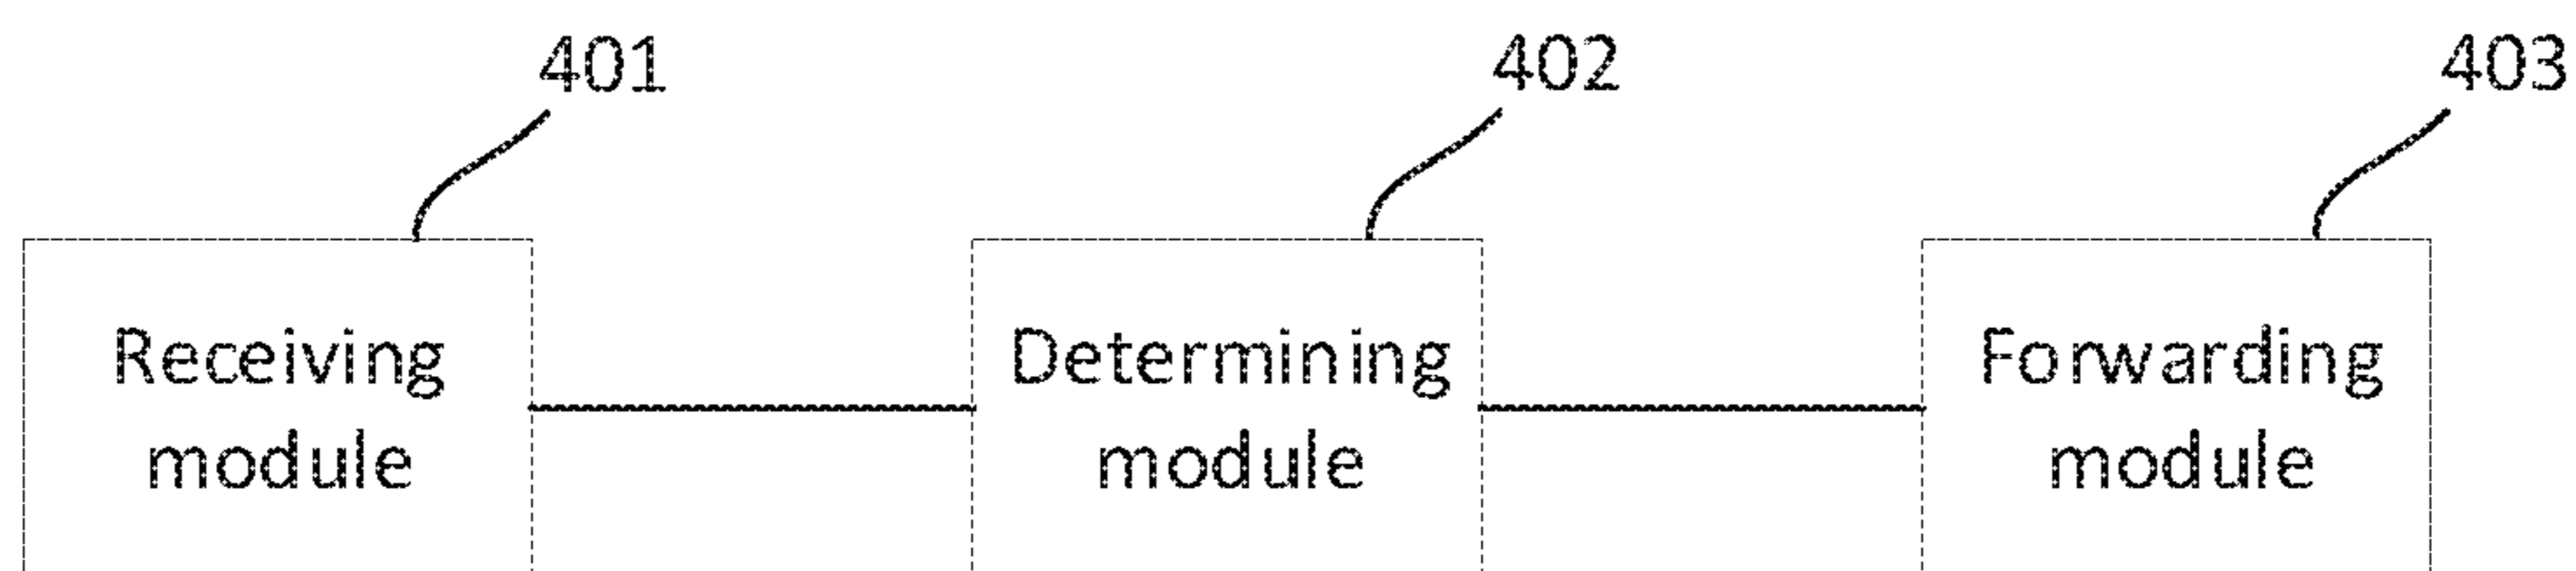 401
402
403
Receiving
module
Determining
module
Forwarding
module